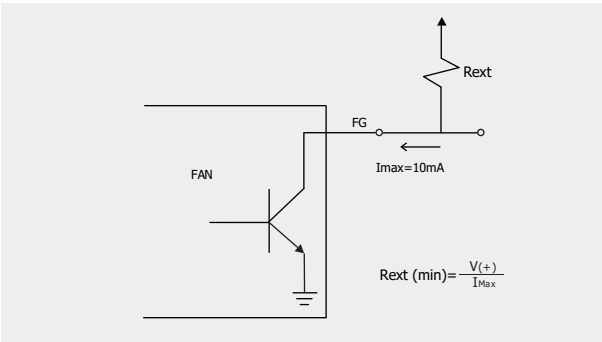 Rext
FG
Imax=10mA
FAN
Rext (min)= V(+)
IMax